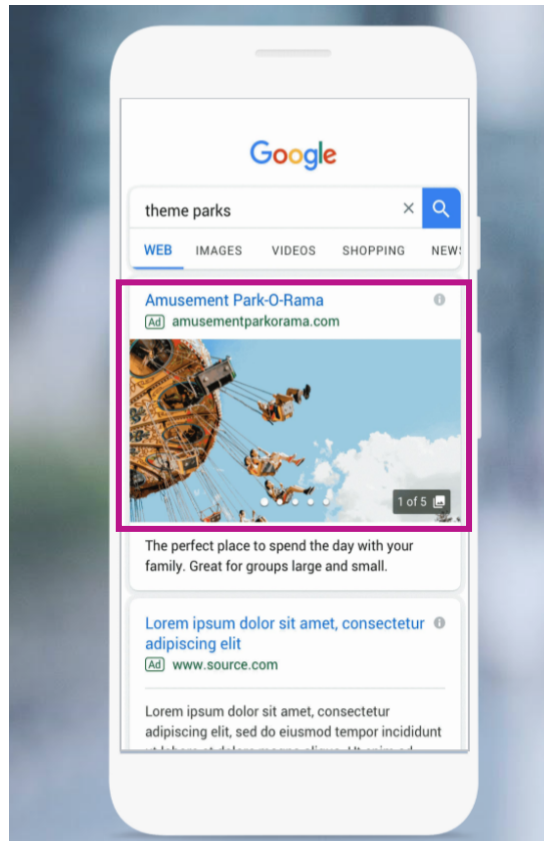 Google
theme parks
WEB IMAGES VIDEOS SHOPPING NEWS
Amusement Park-O-Rama
Ad amusementparkorama.com
1 of 5
The perfect place to spend the day with your
family. Great for groups large and small.
Lorem ipsum dolor sit amet, consectetur
adipiscing elit
Ad www.source.com
Lorem ipsum dolor sit amet, consectetur
adipiscing elit, sed do eiusmod tempor incididunt